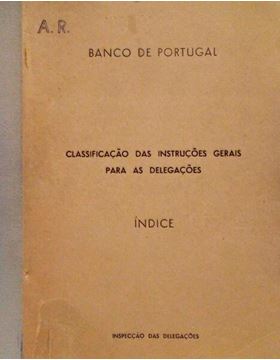 A. R.
BANCO DE PORTUGAL
CLASSIFICAÇÃO DAS INSTRUÇÕES GERAIS
PARA AS DELEGAÇÕES
ÍNDICE
INSPECÇÃO DAS DELEGAÇÕES